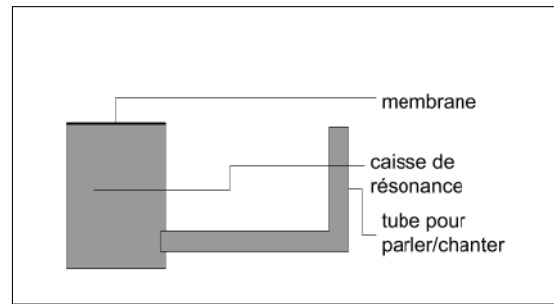 membrane
caisse de
résonance
tube pour
parler/chanter